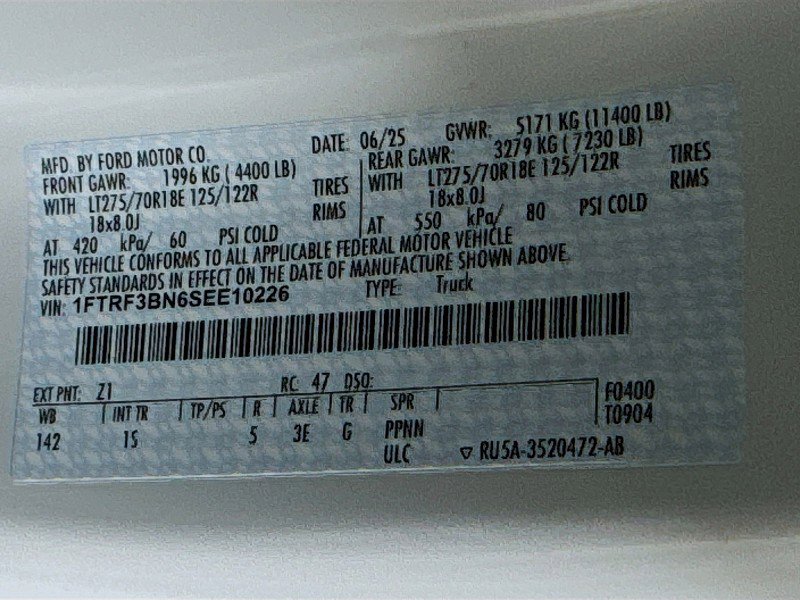 MFD. BY FORD MOTOR CO. DATE: 06/25 GVWR: 5171 KG (11400 LB)
FRONT GAWR: 1996 KG ( 4400 LB) REAR GAWR: 3279 KG ( 7230 LB)
WITH LT275/70R18E 125/122R TIRES WITH LT275/70R18E 125/122R TIRES
18x8.0J RIMS 18x8.0J RIMS
AT 420 kPa/ 60 PSI COLD AT 550 kPa/ 80 PSI COLD
THIS VEHICLE CONFORMS TO ALL APPLICABLE FEDERAL MOTOR VEHICLE
SAFETY STANDARDS IN EFFECT ON THE DATE OF MANUFACTURE SHOWN ABOVE.
VIN: 1FTRF3BN6SEE10226 TYPE: Truck
EXT PNT: Z1 RC: 47 DSO:
WB INT TR TP/PS R AXLE TR SPR F0400
142 1S 5 3E G PPNN T0904
ULC ▽ RU5A-3520472-AB